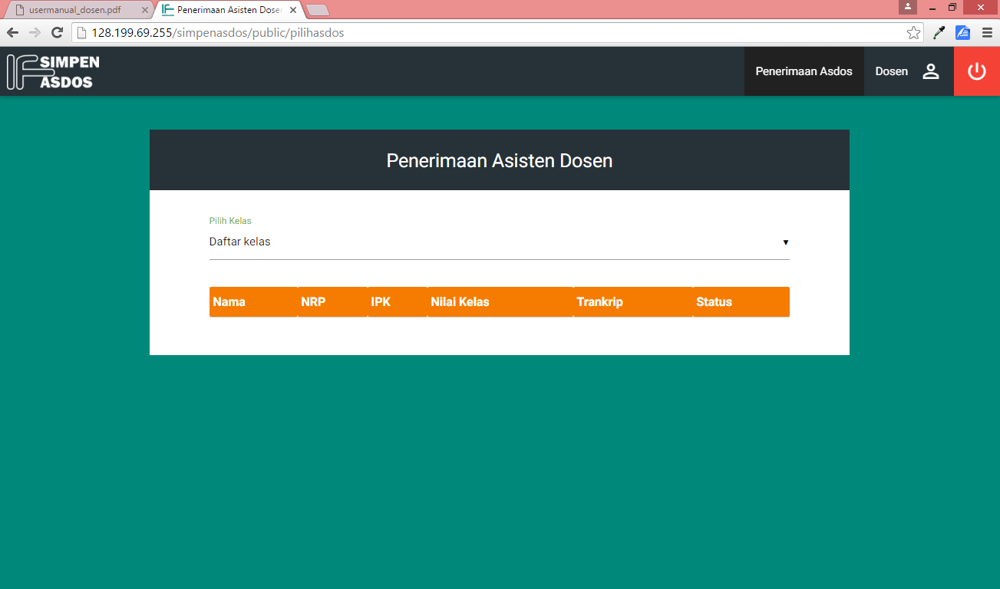 usermanual_dosen.pdf
Penerimaan Asisten Dosen
128.199.69.255/simpenasdos/public/pilihasdos
IF SIMPEN
ASDOS
Penerimaan Asdos
Dosen
Penerimaan Asisten Dosen
Pilih Kelas
Daftar kelas
Nama NRP IPK Nilai Kelas Trankrip Status